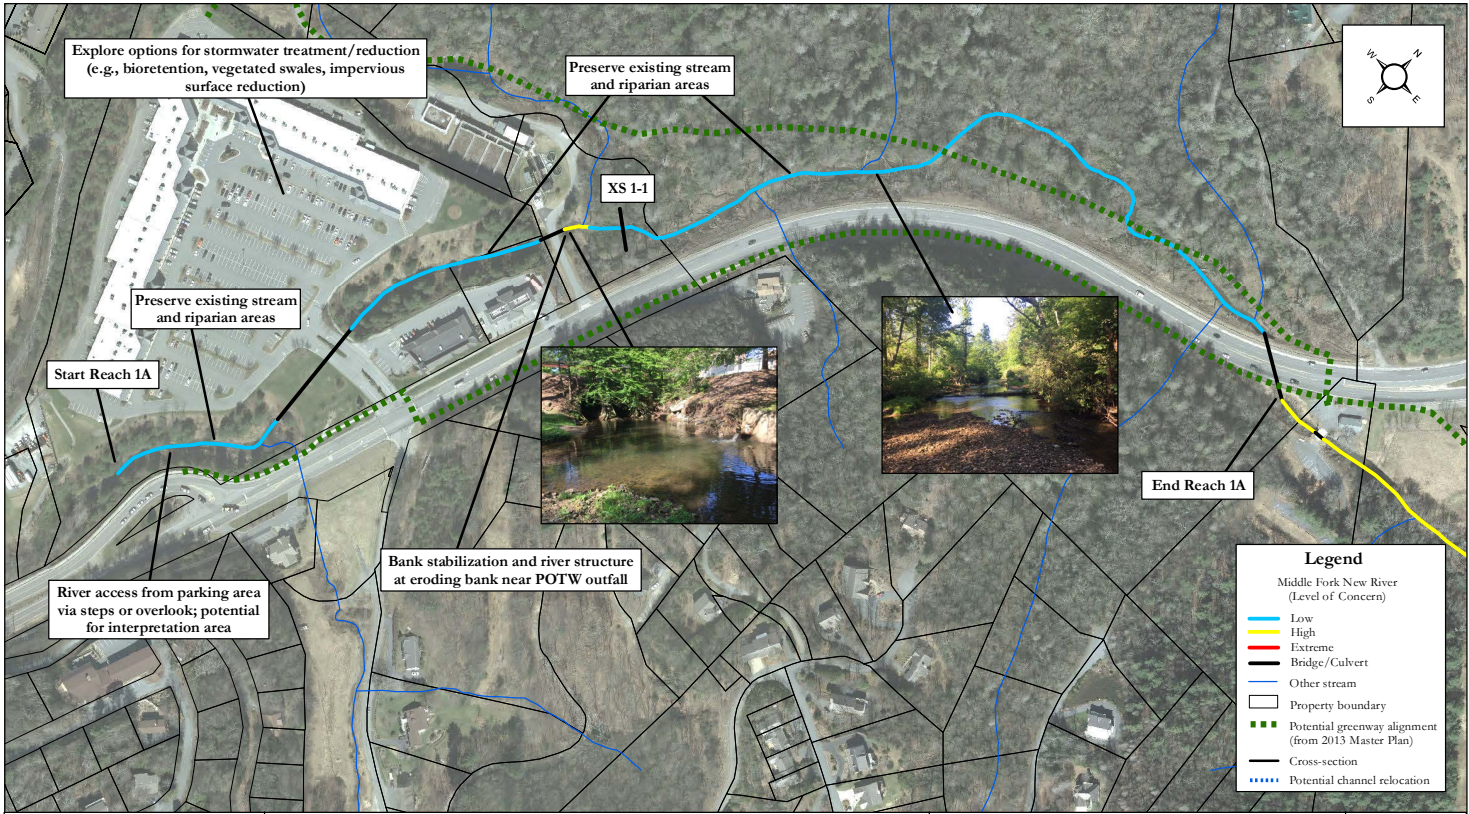 Explore options for stormwater treatment/reduction
(e.g., bioretention, vegetated swales, impervious
surface reduction)
Preserve existing stream
and riparian areas
N
W
E
S
XS 1-1
Preserve existing stream
and riparian areas
Start Reach 1A
End Reach 1A
Bank stabilization and river structure
at eroding bank near POTW outfall
River access from parking area
via steps or overlook; potential
for interpretation area
Legend
Middle Fork New River
(Level of Concern)
Low
High
Extreme
Bridge/Culvert
Other stream
Property boundary
Potential greenway alignment
(from 2013 Master Plan)
Cross-section
Potential channel relocation